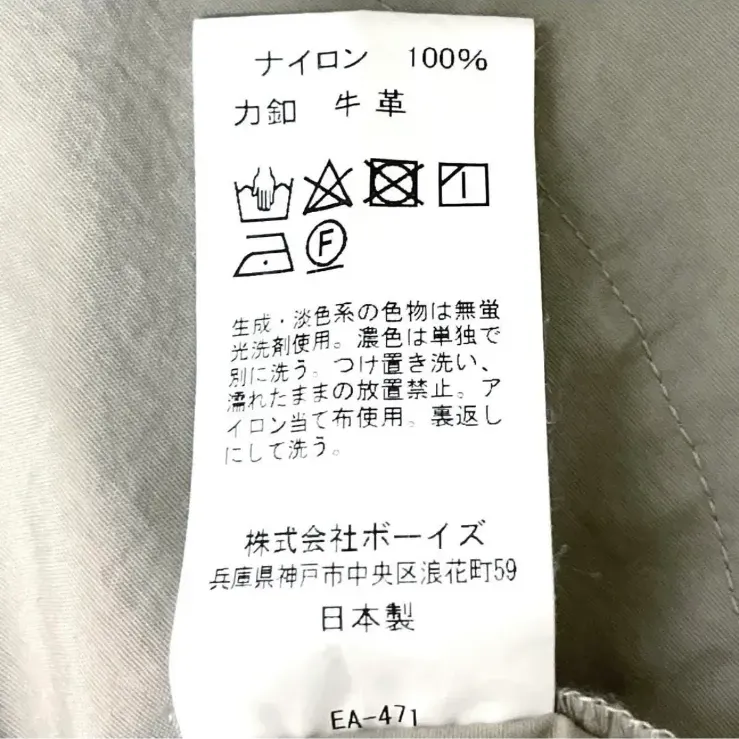 ナイロン 100%
力釦 牛革
F
生成・淡色系の色物は無蛍
光洗剤使用。濃色は単独で
別に洗う。つけ置き洗い、
濡れたままの放置禁止。ア
イロン当て布使用。裏返し
にして洗う。
株式会社ボーイズ
兵庫県神戸市中央区浪花町59
日本製
EA-471